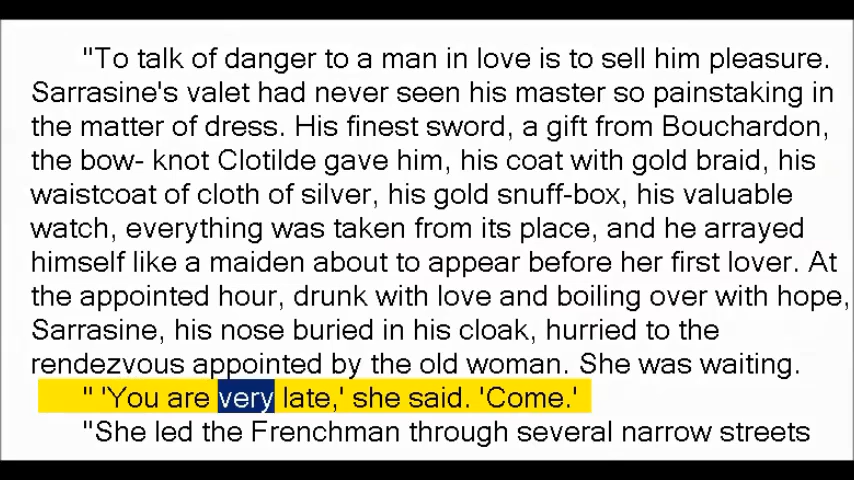 "To talk of danger to a man in love is to sell him pleasure.
Sarrasine's valet had never seen his master so painstaking in
the matter of dress. His finest sword, a gift from Bouchardon,
the bow- knot Clotilde gave him, his coat with gold braid, his
waistcoat of cloth of silver, his gold snuff-box, his valuable
watch, everything was taken from its place, and he arrayed
himself like a maiden about to appear before her first lover. At
the appointed hour, drunk with love and boiling over with hope,
Sarrasine, his nose buried in his cloak, hurried to the
rendezvous appointed by the old woman. She was waiting.
" 'You are very late,' she said. 'Come.'
"She led the Frenchman through several narrow streets